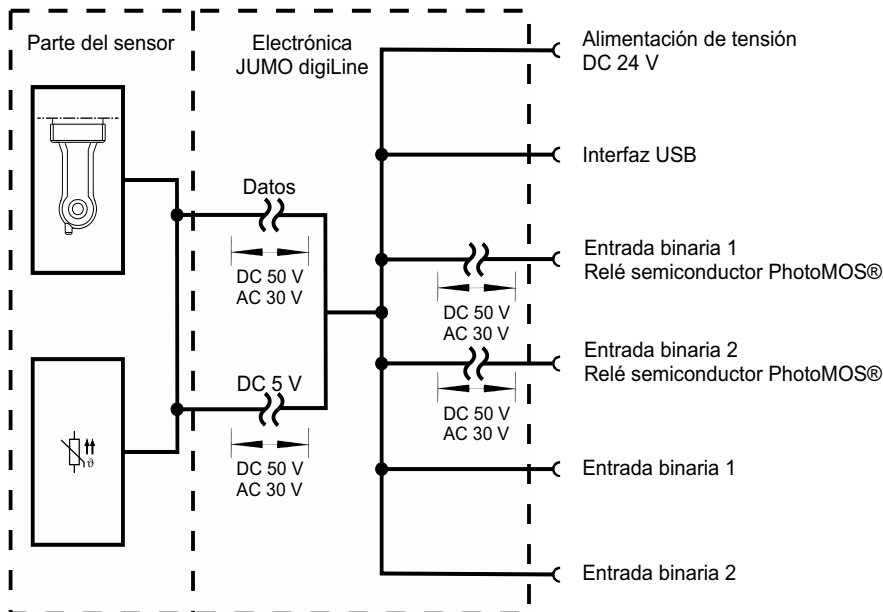 Parte del sensor
Electrónica
JUMO digiLine
Alimentación de tensión
DC 24 V
Interfaz USB
Datos
DC 50 V
AC 30 V
Entrada binaria 1
Relé semiconductor PhotoMOS®
DC 50 V
AC 30 V
Entrada binaria 2
Relé semiconductor PhotoMOS®
DC 50 V
AC 30 V
DC 5 V
DC 50 V
AC 30 V
ϑ
Entrada binaria 1
Entrada binaria 2